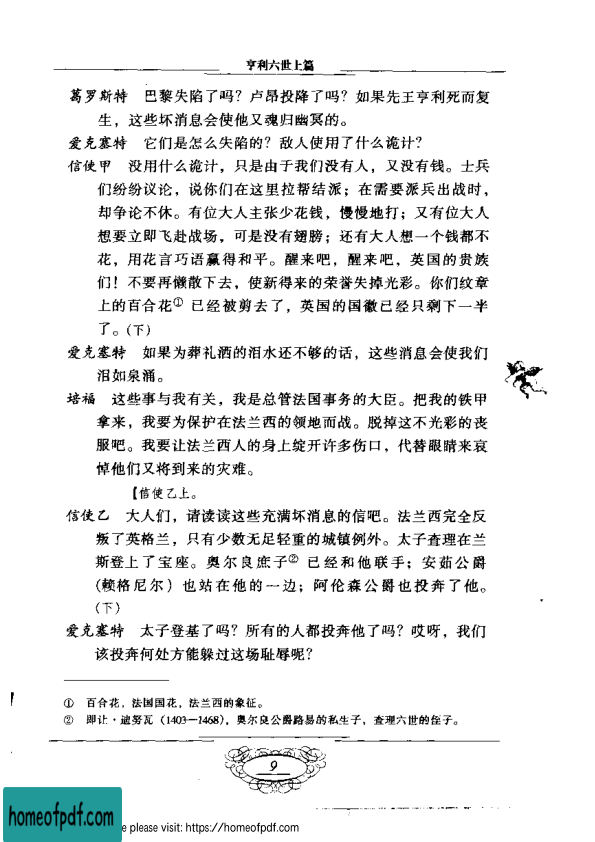 亨利六世上篇
葛罗斯特 巴黎失陷了吗？卢昂投降了吗？如果先王亨利死而复
生，这些坏消息会使他又魂归幽冥的。
爱克塞特 它们是怎么失陷的？敌人使用了什么诡计？
信使甲 没用什么诡计，只是由于我们没有人，又没有钱。士兵
们纷纷议论，说你们在这里拉帮结派；在需要派兵出战时，
却争论不休。有位大人主张少花钱，慢慢地打；又有位大人
想要立即飞赴战场，可是没有翅膀；还有大人想一个钱都不
花，用花言巧语赢得和平。醒来吧，醒来吧，英国的贵族
们！不要再懒散下去，使新得来的荣誉失掉光彩。你们纹章
上的百合花① 已经被剪去了，英国的国徽已经只剩下一半
了。(下)
爱克塞特 如果为葬礼洒的泪水还不够的话，这些消息会使我们
泪如泉涌。
培福 这些事与我有关，我是总管法国事务的大臣。把我的铁甲
拿来，我要为保护在法兰西的领地而战。脱掉这不光彩的丧
服吧。我要让法兰西人的身上绽开许多伤口，代替眼睛来哀
悼他们又将到来的灾难。
【信使乙上。
信使乙 大人们，请读读这些充满坏消息的信吧。法兰西完全反
叛了英格兰，只有少数无足轻重的城镇例外。太子查理在兰
斯登上了宝座。奥尔良庶子② 已经和他联手；安茹公爵
(赖格尼尔）也站在他的一边；阿伦森公爵也投奔了他。
(下)
爱克塞特 太子登基了吗？所有的人都投奔他了吗？哎呀，我们
该投奔何处方能躲过这场耻辱呢？
① 百合花，法国国花，法兰西的象征。
② 即让·迪努瓦（1403—1468），奥尔良公爵路易的私生子，查理六世的侄子。
9
homeofpdf.com
e please visit: https://homeofpdf.com